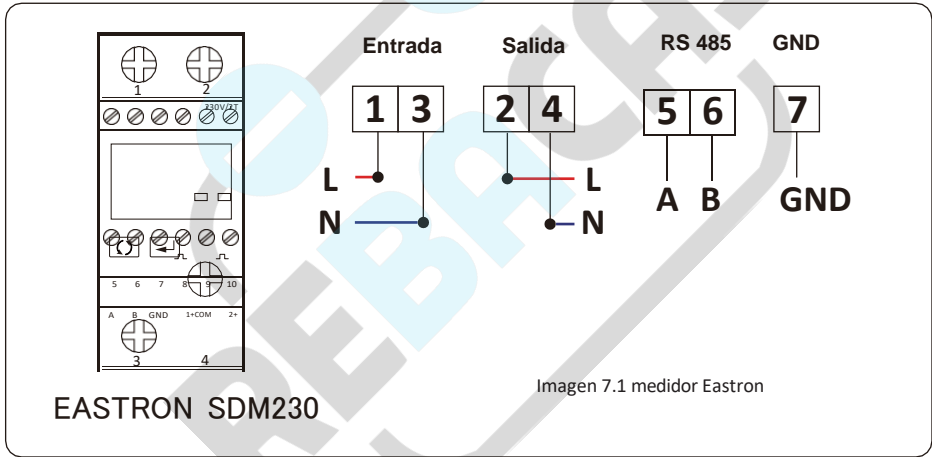 1 2
230V/2T
5 6 7 8 9 10
A B GND 1+COM 2+
3 4
EASTRON SDM230
Entrada Salida RS 485 GND
1 3 2 4 5 6 7
L L
N N
A B GND
Imagen 7.1 medidor Eastron
REBACAS